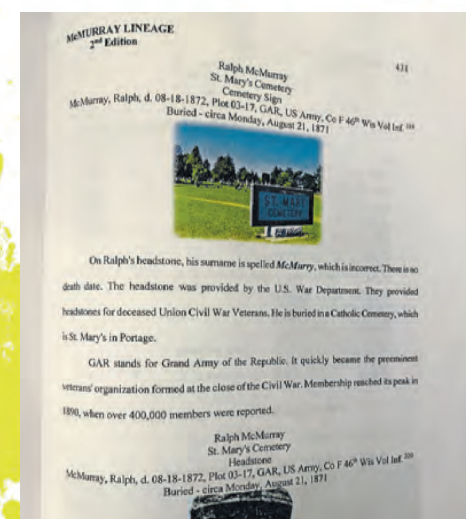 McMURRAY LINEAGE
2nd Edition
431
Ralph McMurray
St. Mary's Cemetery
Cemetery Sign
McMurray, Ralph, d. 08-18-1872, Plot 03-17, GAR, US Army, Co F 46th Wis Vol Inf.
Buried - circa Monday, August 21, 1871
ST. MARY
CEMETERY
On Ralph's headstone, his surname is spelled McMurry, which is incorrect. There is no
death date. The headstone was provided by the U.S. War Department. They provided
headstones for deceased Union Civil War Veterans. He is buried in a Catholic Cemetery, which
is St. Mary's in Portage.
GAR stands for Grand Army of the Republic. It quickly became the preeminent
veterans' organization formed at the close of the Civil War. Membership reached its peak in
1890, when over 400,000 members were reported.
Ralph McMurray
St. Mary's Cemetery
Headstone
McMurray, Ralph, d. 08-18-1872, Plot 03-17, GAR, US Army, Co F 46th Wis Vol Inf.
Buried - circa Monday, August 21, 1871